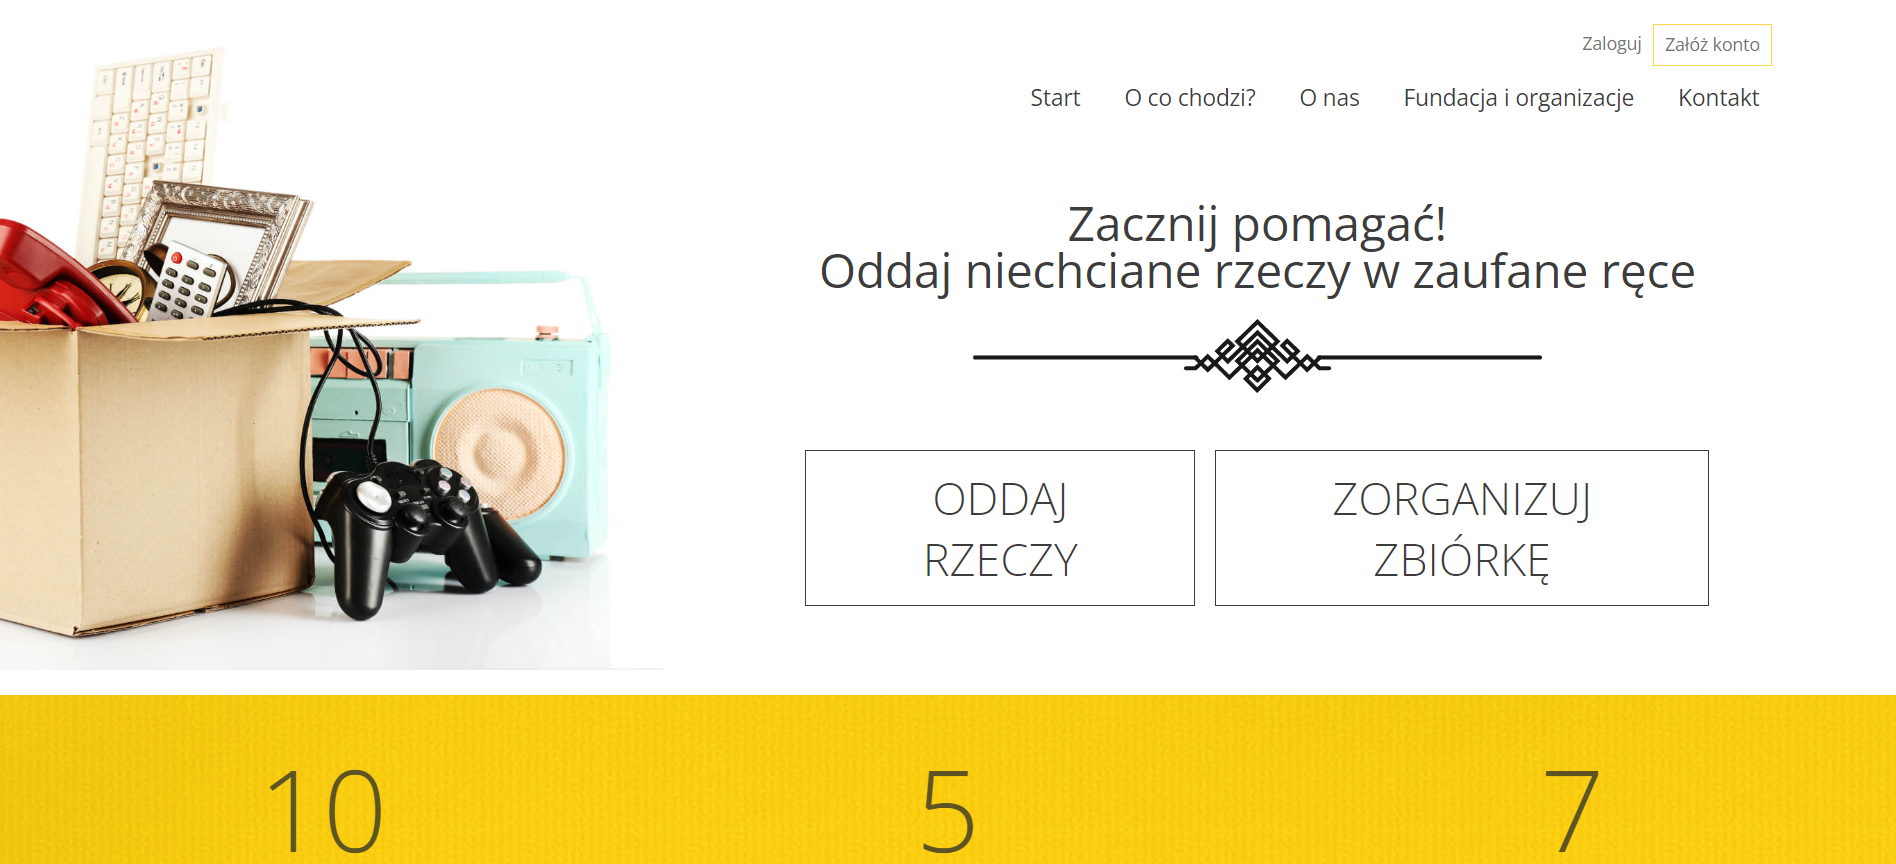 Zaloguj Załóż konto
Start O co chodzi? O nas Fundacja i organizacje Kontakt
Zacznij pomagać!
Oddaj niechciane rzeczy w zaufane ręce
ODDAJ
RZECZY
ZORGANIZUJ
ZBIÓRKĘ
10 5 7